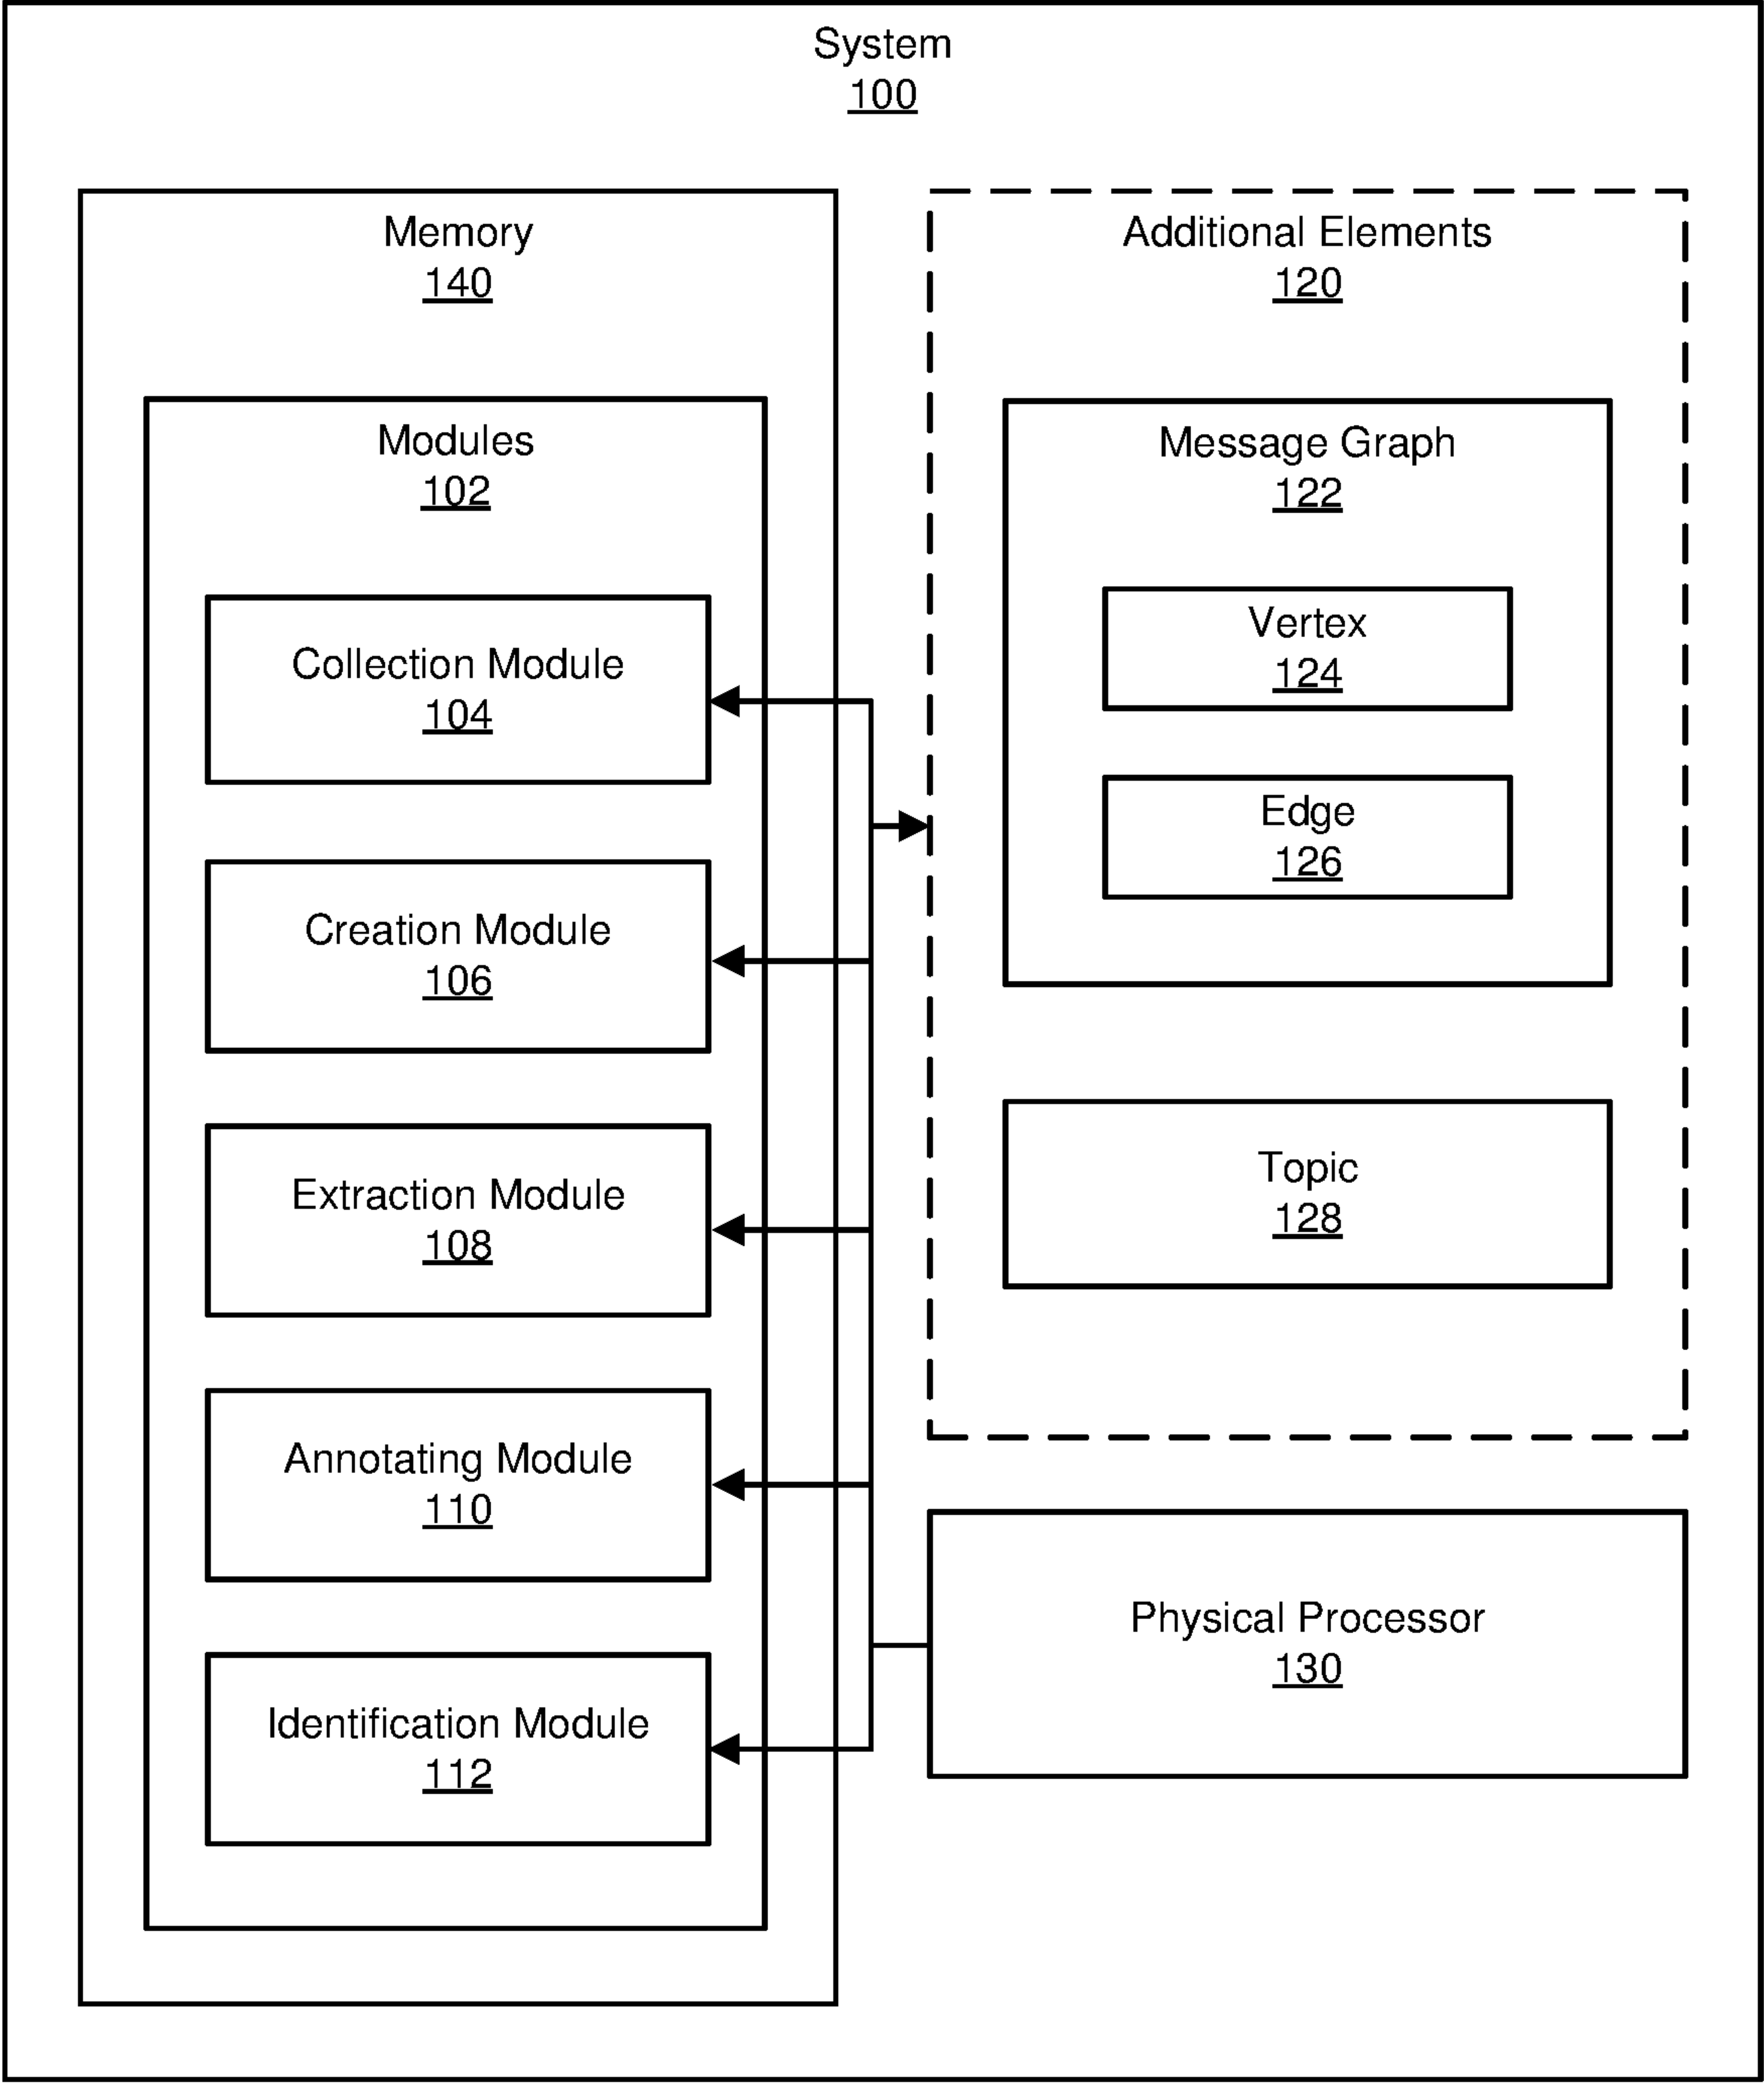 System
100
Memory
140
Modules
102
Collection Module
104
Creation Module
106
Extraction Module
108
Annotating Module
110
Identification Module
112
Additional Elements
120
Message Graph
122
Vertex
124
Edge
126
Topic
128
Physical Processor
130